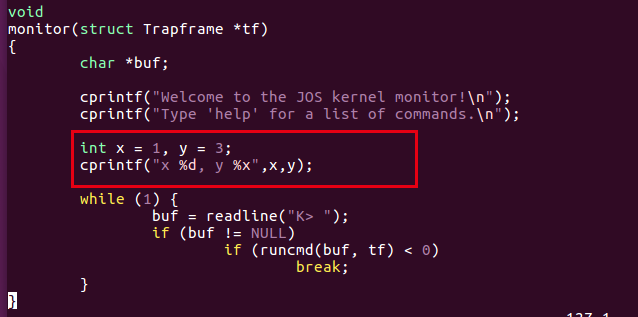 void
monitor(struct Trapframe *tf)
{
char *buf;
cprintf("Welcome to the JOS kernel monitor!\n");
cprintf("Type 'help' for a list of commands.\n");
int x = 1, y = 3;
cprintf("x %d, y %x",x,y);
while (1) {
buf = readline("K> ");
if (buf != NULL)
if (runcmd(buf, tf) < 0)
break;
}
}